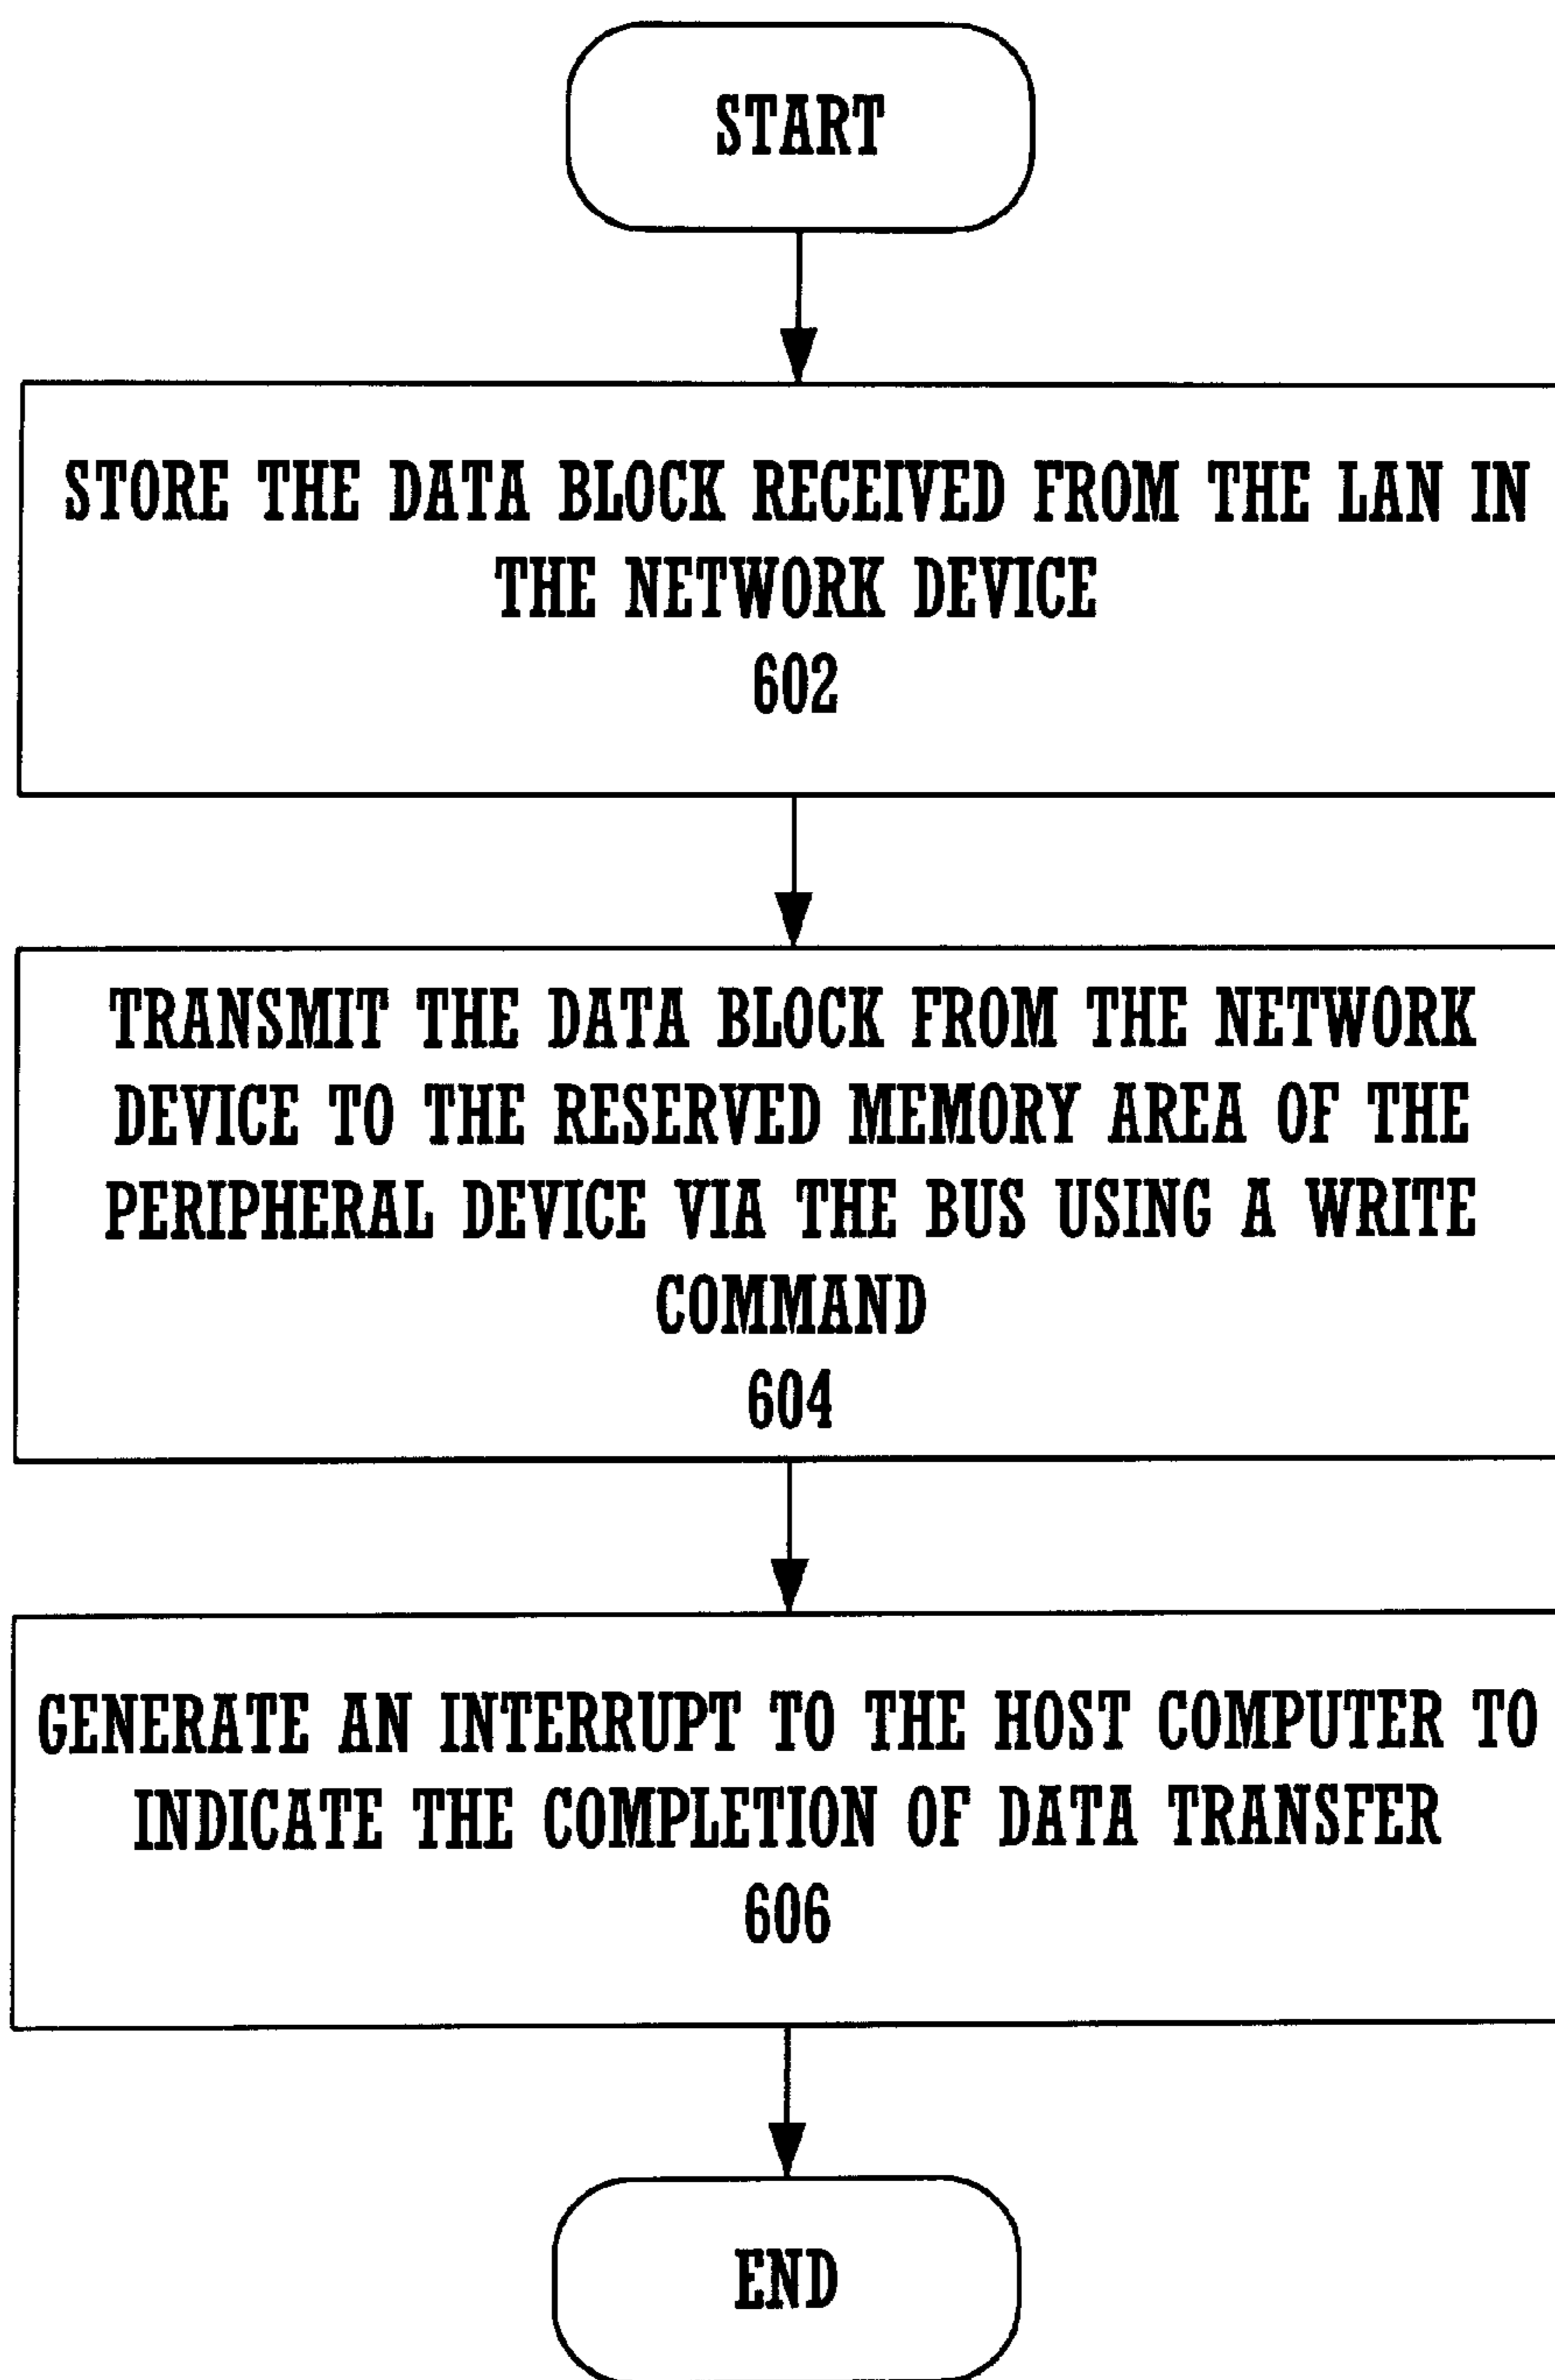 START
STORE THE DATA BLOCK RECEIVED FROM THE LAN IN
THE NETWORK DEVICE
602
TRANSMIT THE DATA BLOCK FROM THE NETWORK
DEVICE TO THE RESERVED MEMORY AREA OF THE
PERIPHERAL DEVICE VIA THE BUS USING A WRITE
COMMAND
604
GENERATE AN INTERRUPT TO THE HOST COMPUTER TO
INDICATE THE COMPLETION OF DATA TRANSFER
606
END